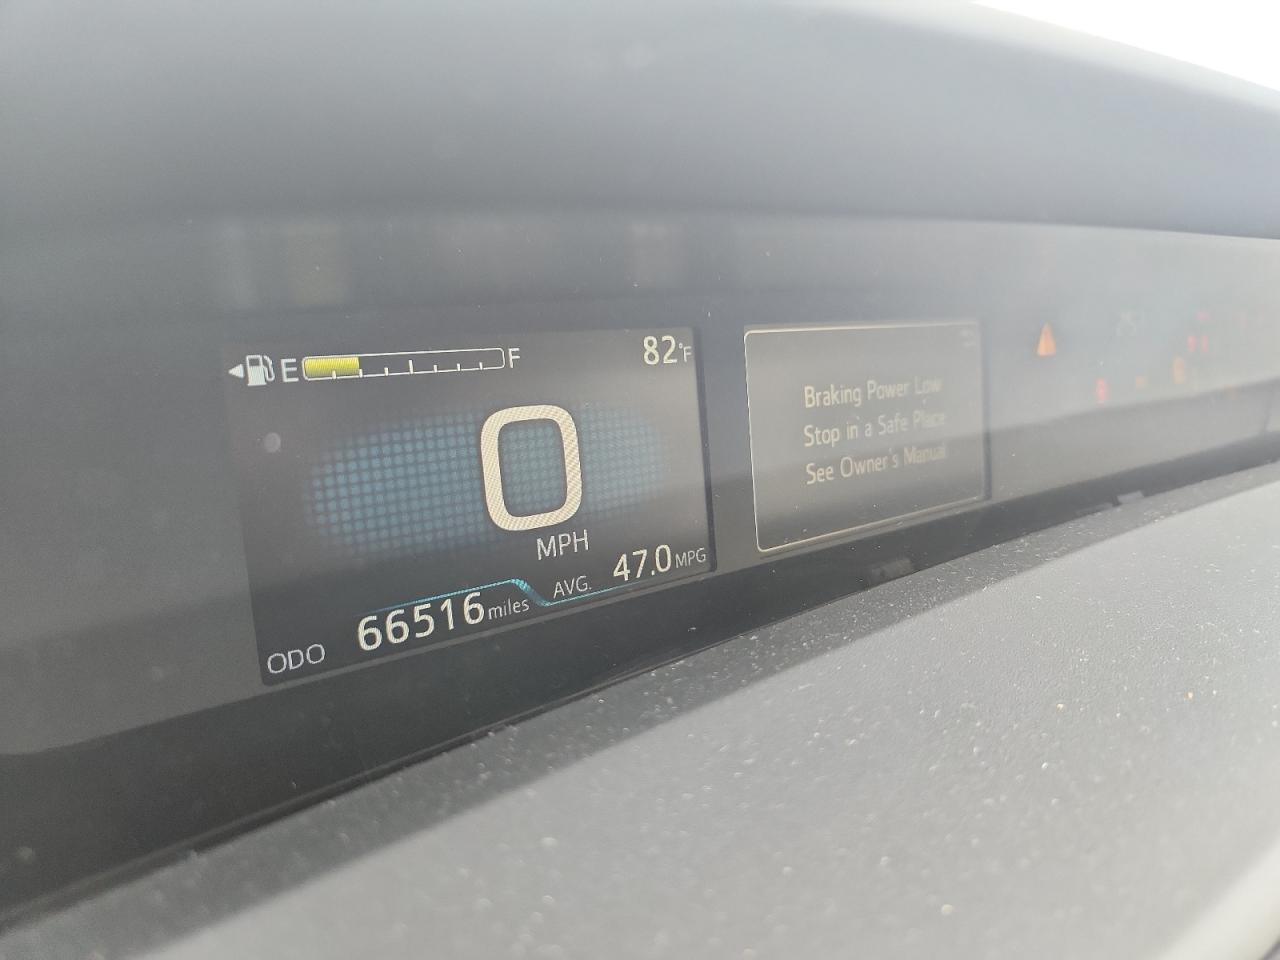 E F 82°F
0
MPH
AVG. 47.0 MPG
ODO 66516 miles
Braking Power Low
Stop in a Safe Place
See Owner's Manual